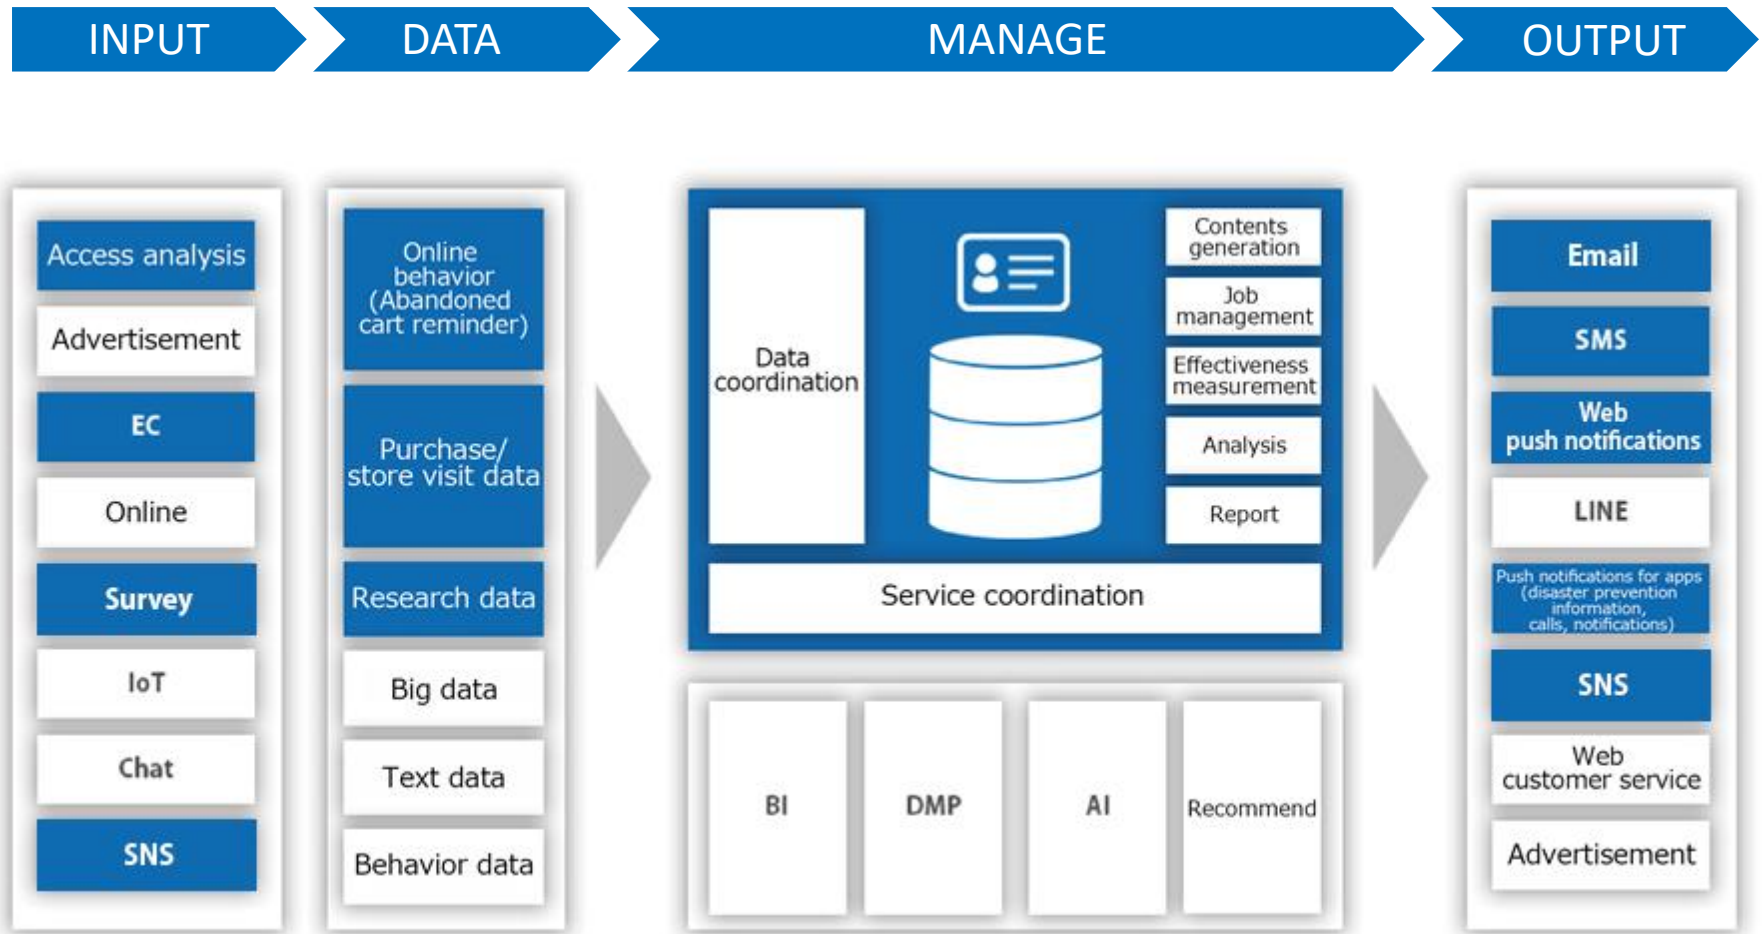 INPUT
DATA
MANAGE
OUTPUT
Access analysis
Advertisement
EC
Online
Survey
IoT
Chat
SNS
Online
behavior
(Abandoned
cart reminder)
Purchase/
store visit data
Research data
Big data
Text data
Behavior data
Data
coordination
Contents
generation
Job
management
Effectiveness
measurement
Analysis
Report
Service coordination
BI
DMP
AI
Recommend
Email
SMS
Web
push notifications
LINE
Push notifications for apps
(disaster prevention
information,
calls, notifications)
SNS
Web
customer service
Advertisement